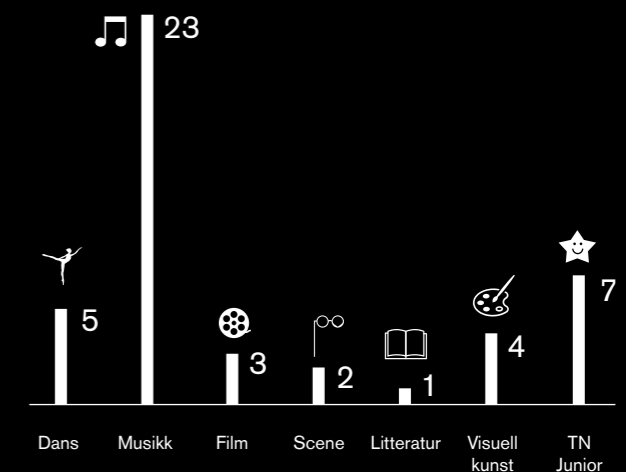 23
5
3
2
1
4
7
Dans
Musikk
Film
Scene
Litteratur
Visuell
kunst
TN
Junior